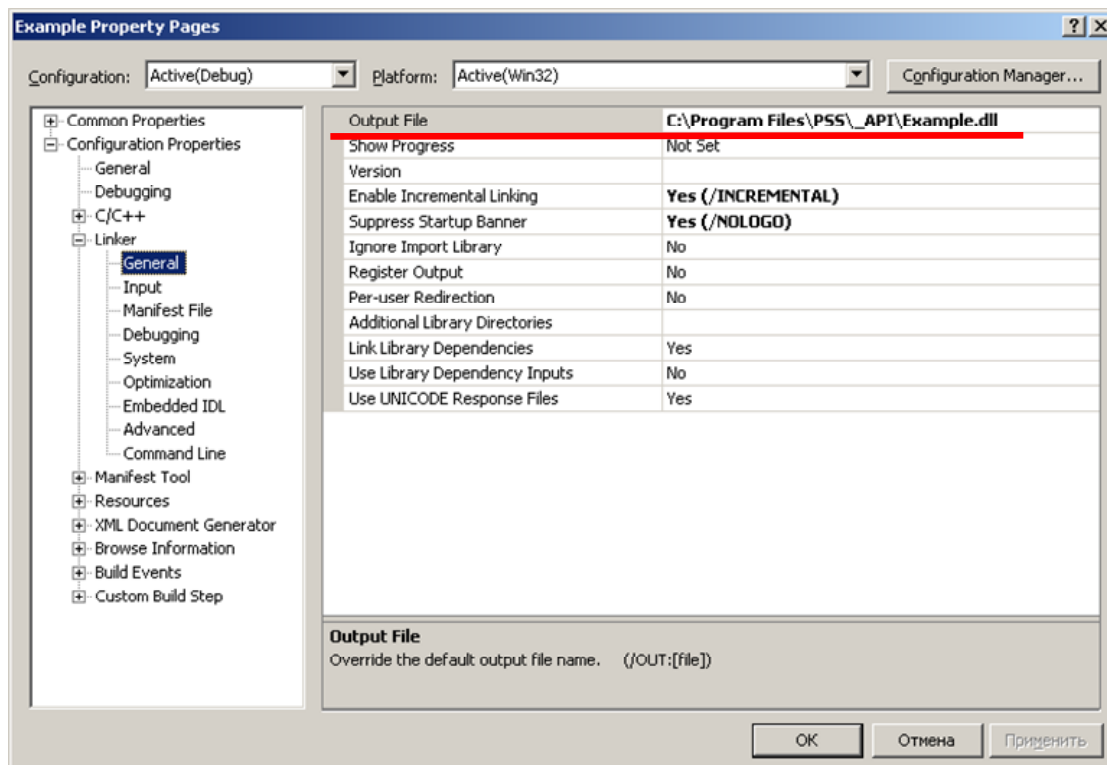 Example Property Pages
Configuration: Active(Debug) Platform: Active(Win32) Configuration Manager...
Common Properties
Configuration Properties
General
Debugging
C/C++
Linker
General
Input
Manifest File
Debugging
System
Optimization
Embedded IDL
Advanced
Command Line
Manifest Tool
Resources
XML Document Generator
Browse Information
Build Events
Custom Build Step
Output File C:\Program Files\PSS\_API\Example.dll
Show Progress Not Set
Version
Enable Incremental Linking Yes (/INCREMENTAL)
Suppress Startup Banner Yes (/NOLOGO)
Ignore Import Library No
Register Output No
Per-user Redirection No
Additional Library Directories
Link Library Dependencies Yes
Use Library Dependency Inputs No
Use UNICODE Response Files Yes
Output File
Override the default output file name. (/OUT:[file])
OK Отмена Применить